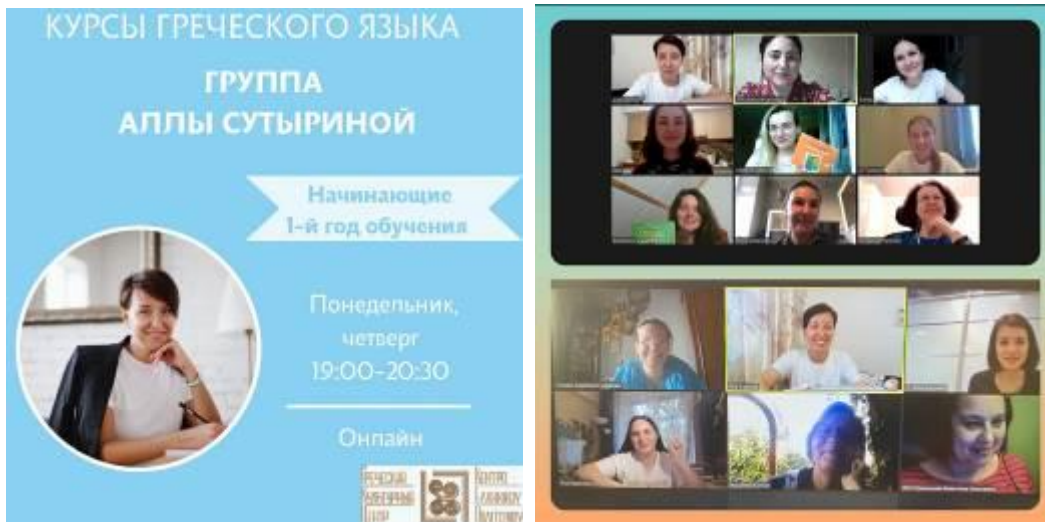 КУРСЫ ГРЕЧЕСКОГО ЯЗЫКА
ГРУППА
АЛЛЫ СУТЫРИНОЙ
Начинающие
1-й год обучения
Понедельник,
четверг
19:00-20:30
Онлайн